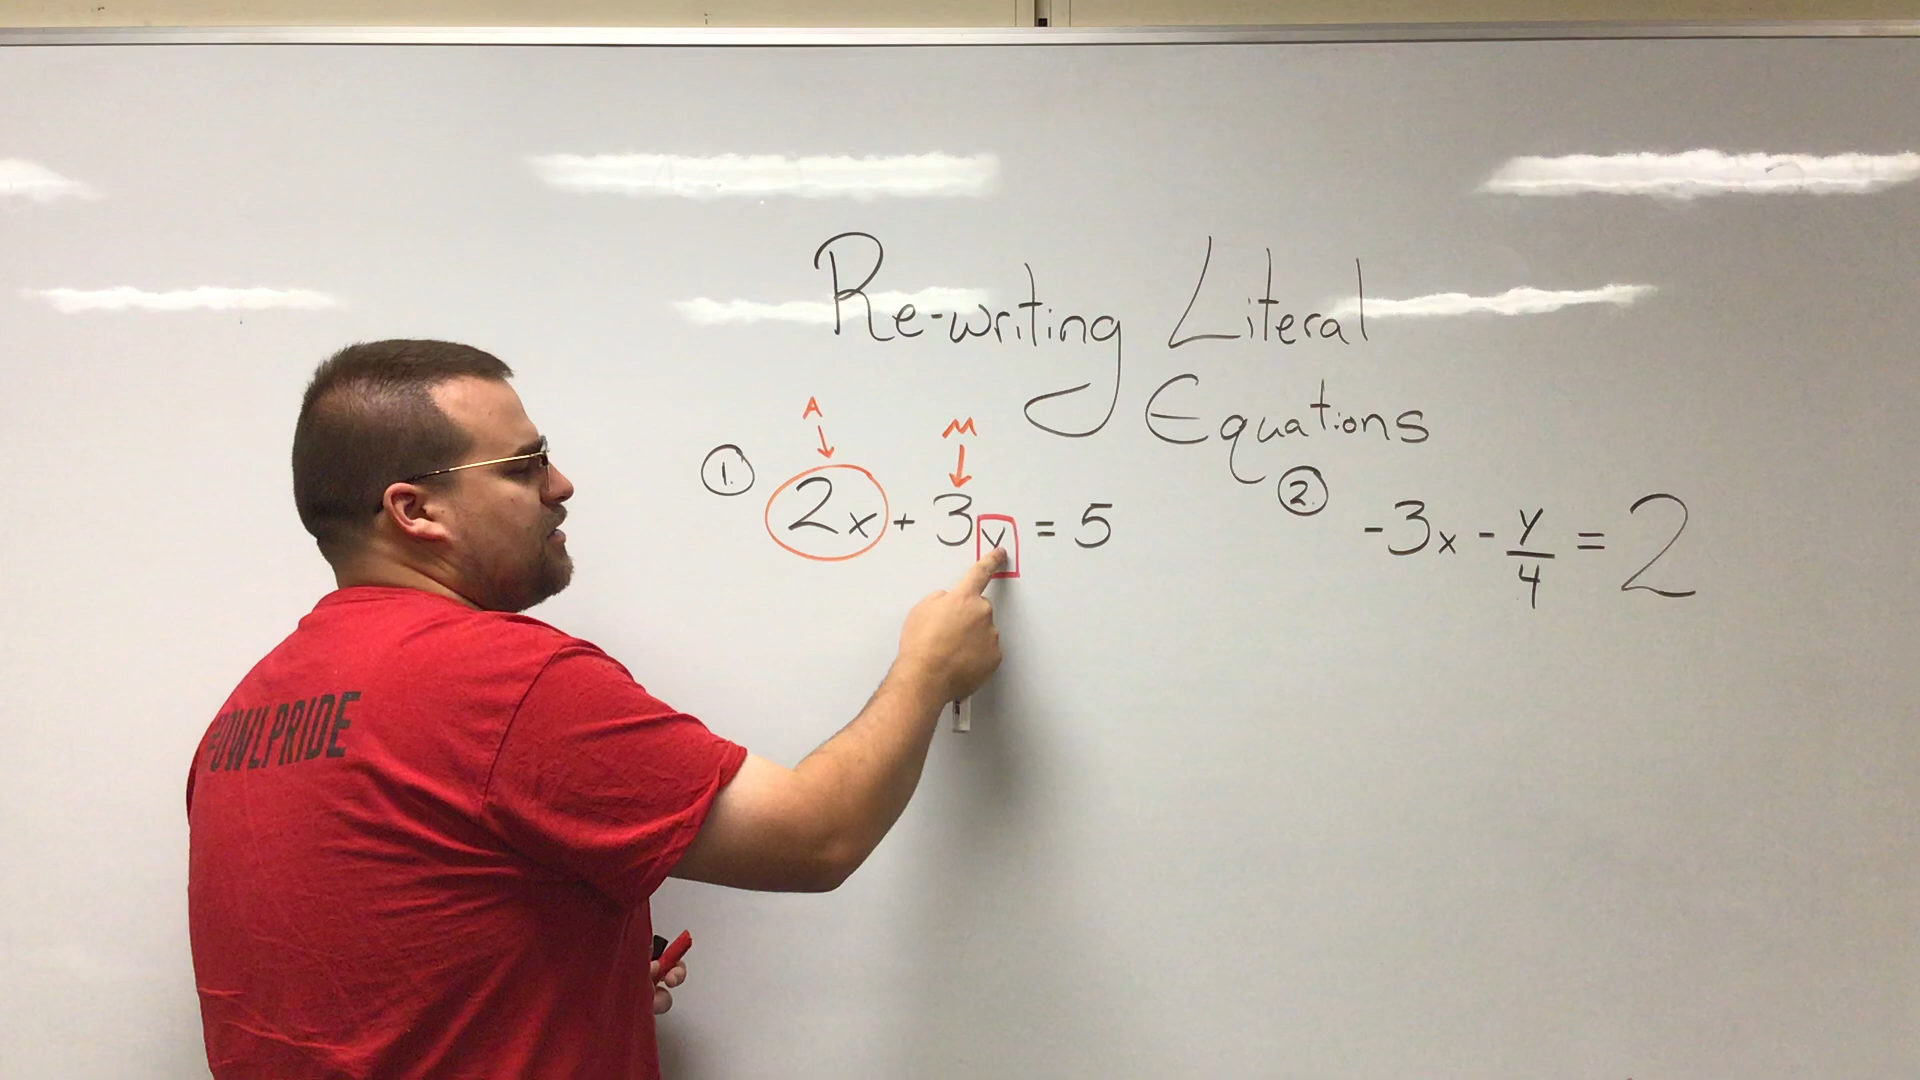 Re-writing Literal
Equations
A
M
1. 2x + 3y = 5
2. -3x - y/4 = 2
#OWLPRIDE